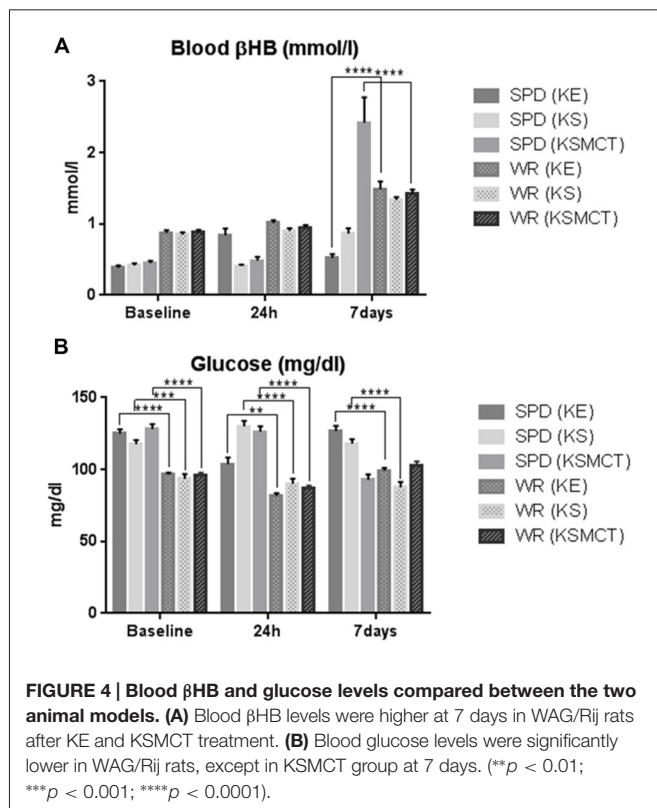 A
Blood βHB (mmol/l)
**** ****
3
2
1
0
mmol/l
Baseline 24h 7days
SPD (KE)
SPD (KS)
SPD (KSMCT)
WR (KE)
WR (KS)
WR (KSMCT)
B
Glucose (mg/dl)
150
100
50
0
mg/dl
****
***
****
****
****
**
****
****
Baseline 24h 7days
SPD (KE)
SPD (KS)
SPD (KSMCT)
WR (KE)
WR (KS)
WR (KSMCT)
FIGURE 4 | Blood βHB and glucose levels compared between the two
animal models. (A) Blood βHB levels were higher at 7 days in WAG/Rij rats
after KE and KSMCT treatment. (B) Blood glucose levels were significantly
lower in WAG/Rij rats, except in KSMCT group at 7 days. (**p < 0.01;
***p < 0.001; ****p < 0.0001).